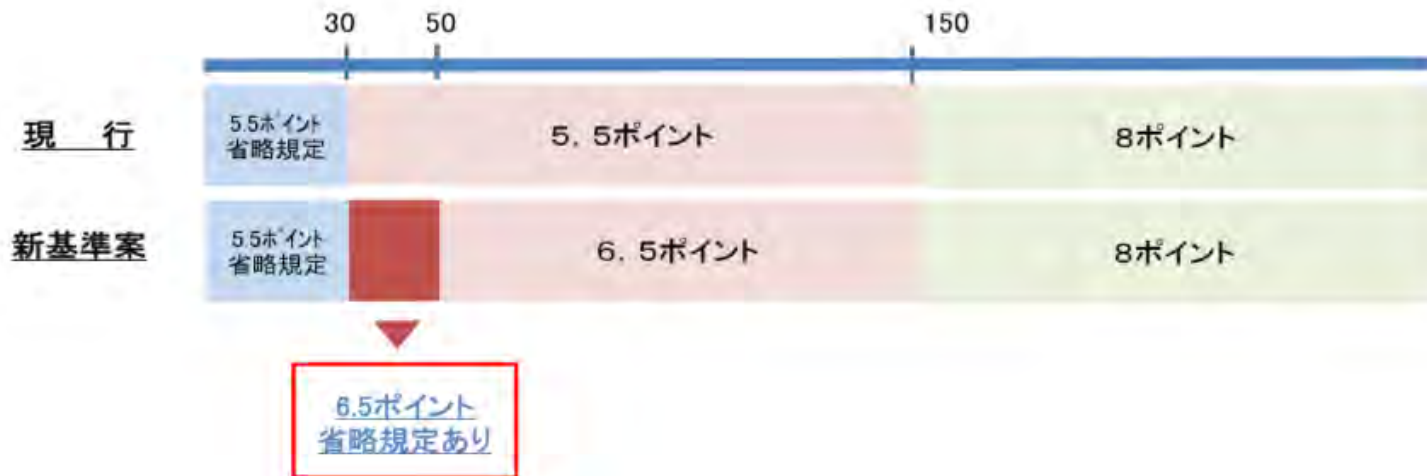 30 50 150
現 行
5.5ポイント
省略規定
5．5ポイント
8ポイント
新基準案
5.5ポイント
省略規定
6．5ポイント
8ポイント
6.5ポイント
省略規定あり